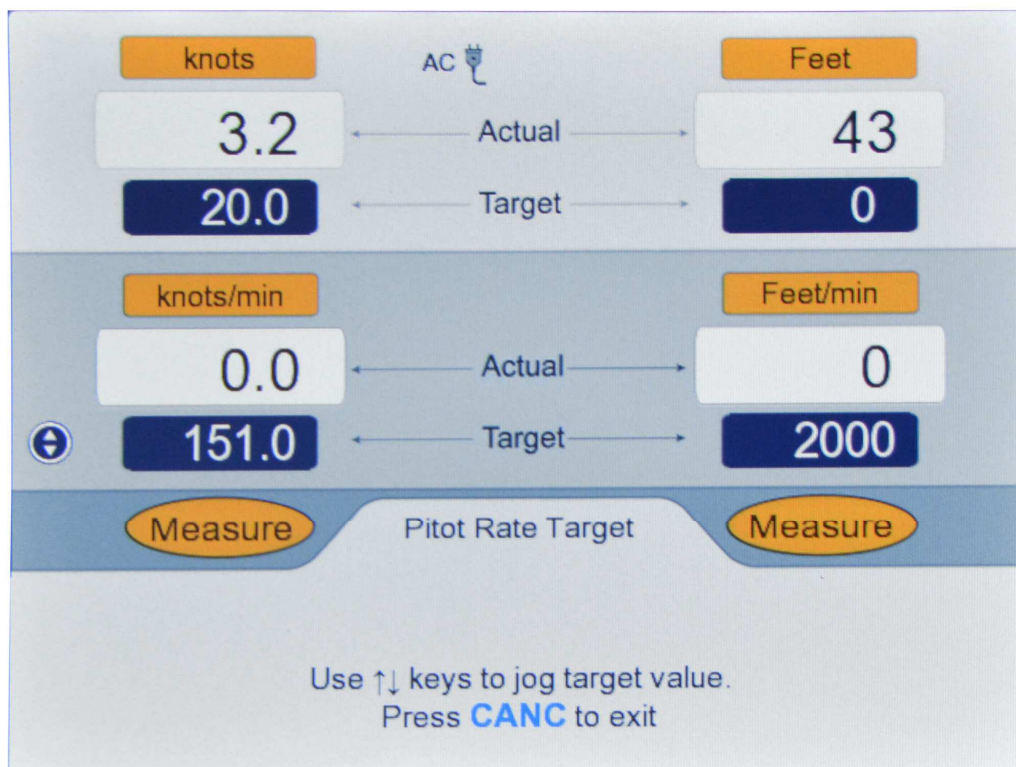 knots AC Feet
3.2 Actual 43
20.0 Target 0
knots/min Feet/min
0.0 Actual 0
151.0 Target 2000
Measure Pitot Rate Target Measure
Use ↑↓ keys to jog target value.
Press CANC to exit